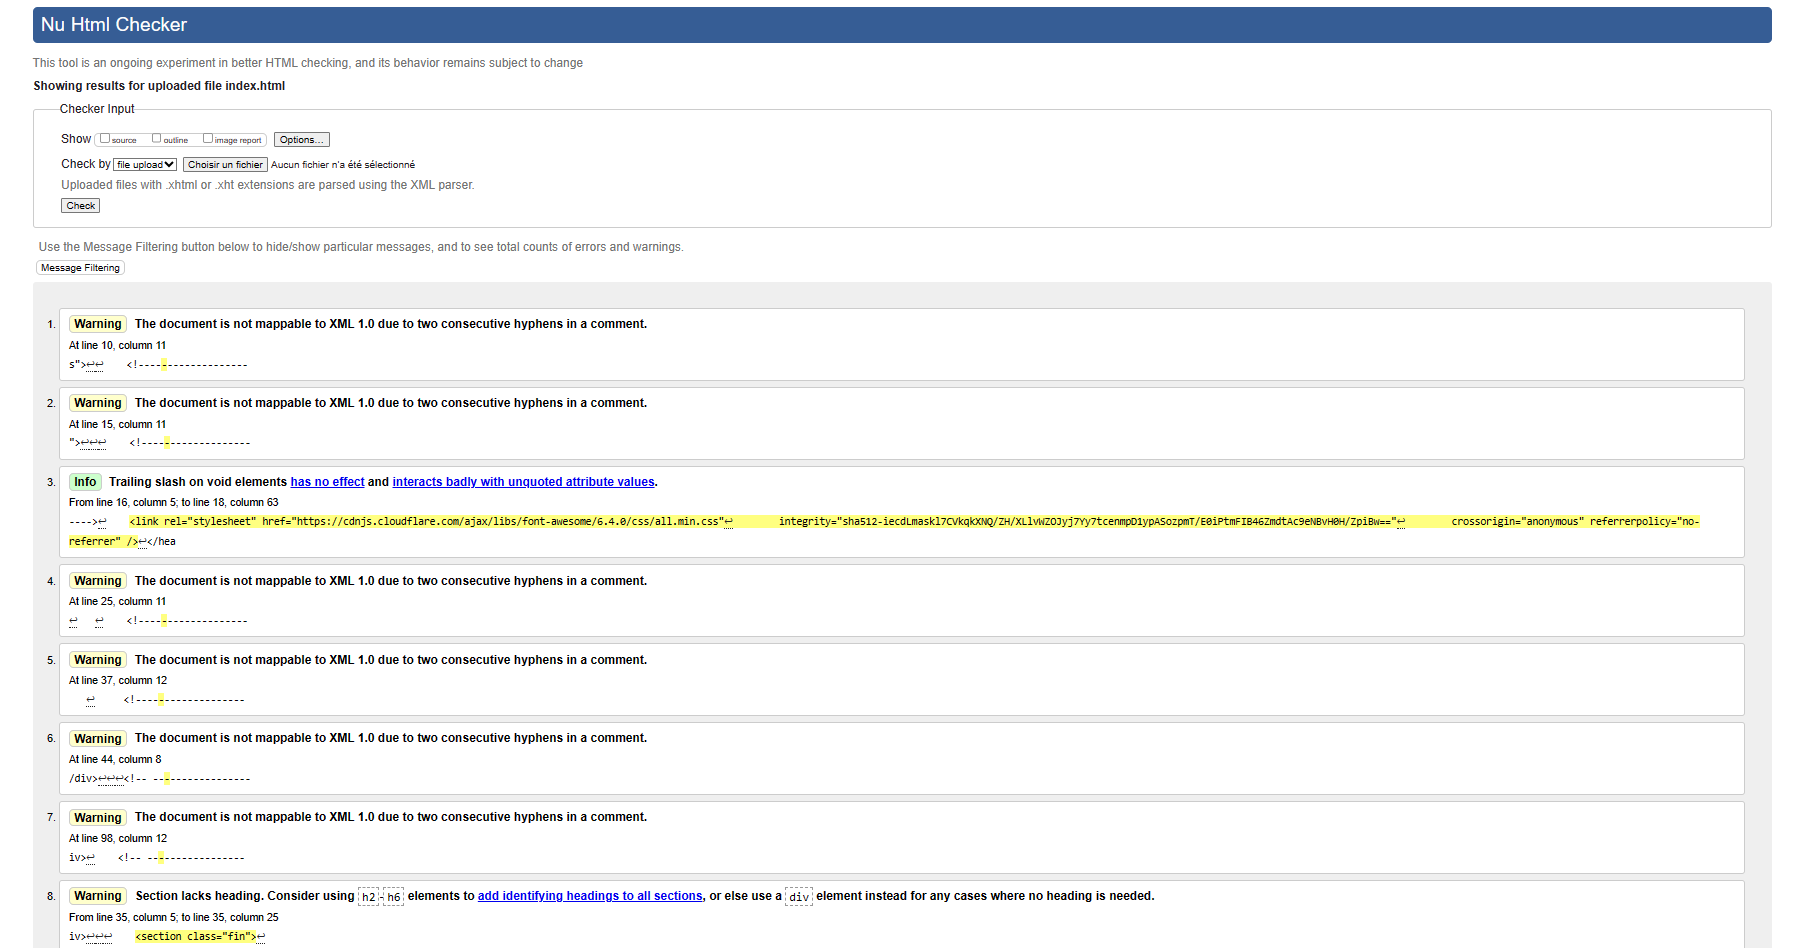 Nu Html Checker
This tool is an ongoing experiment in better HTML checking, and its behavior remains subject to change
Showing results for uploaded file index.html
Checker Input
Show source outline image report Options...
Check by file upload Choisir un fichier Aucun fichier n'a été sélectionné
Uploaded files with .xhtml or .xht extensions are parsed using the XML parser.
Check
Use the Message Filtering button below to hide/show particular messages, and to see total counts of errors and warnings.
Message Filtering
1. Warning The document is not mappable to XML 1.0 due to two consecutive hyphens in a comment.
At line 10, column 11
s">↩↩ <!-------------------
2. Warning The document is not mappable to XML 1.0 due to two consecutive hyphens in a comment.
At line 15, column 11
">↩↩↩ <!-------------------
3. Info Trailing slash on void elements has no effect and interacts badly with unquoted attribute values.
From line 16, column 5; to line 18, column 63
---->↩ <link rel="stylesheet" href="https://cdnjs.cloudflare.com/ajax/libs/font-awesome/6.4.0/css/all.min.css"↩ integrity="sha512-iecdLmaskl7CVkqkXNQ/ZH/XLlvWZOJyj7Yy7tcenmpD1ypASozpmT/E0iPtmFIB46ZmdtAc9eNBvH0H/ZpiBw=="↩ crossorigin="anonymous" referrerpolicy="no-
referrer" />↩</hea
4. Warning The document is not mappable to XML 1.0 due to two consecutive hyphens in a comment.
At line 25, column 11
↩ ↩ <!-------------------
5. Warning The document is not mappable to XML 1.0 due to two consecutive hyphens in a comment.
At line 37, column 12
↩ <!-------------------
6. Warning The document is not mappable to XML 1.0 due to two consecutive hyphens in a comment.
At line 44, column 8
/div>↩↩↩<!-- -----------------
7. Warning The document is not mappable to XML 1.0 due to two consecutive hyphens in a comment.
At line 98, column 12
iv>↩ <!-- -----------------
8. Warning Section lacks heading. Consider using h2-h6 elements to add identifying headings to all sections, or else use a div element instead for any cases where no heading is needed.
From line 35, column 5; to line 35, column 25
iv>↩↩↩ <section class="fin">↩